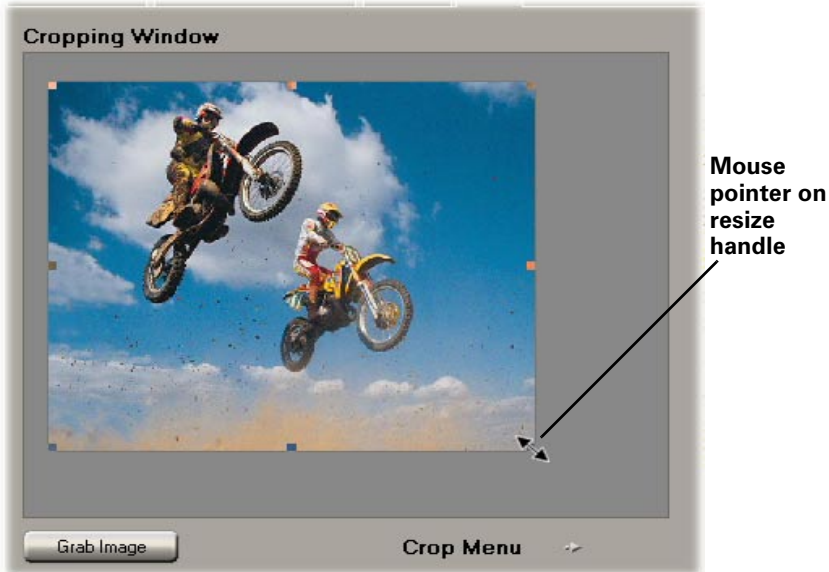 Cropping Window
Mouse
pointer on
resize
handle
Grab Image
Crop Menu